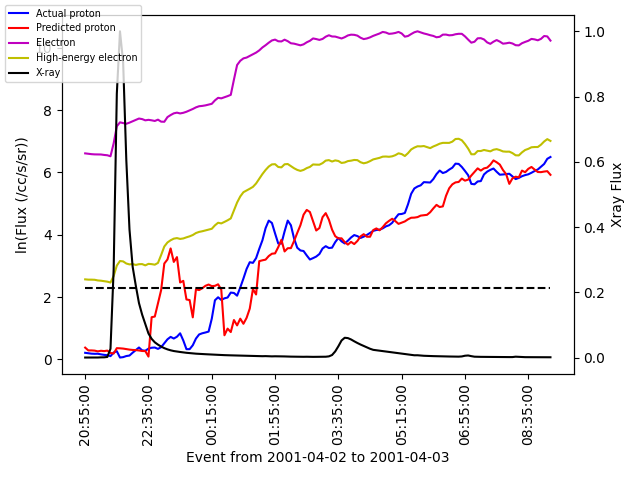 Actual proton
Predicted proton
Electron
High-energy electron
X-ray
10
8
6
4
2
0
ln(Flux (/cc/s/sr))
1.0
0.8
0.6
0.4
0.2
0.0
Xray Flux
20:55:00
22:35:00
00:15:00
01:55:00
03:35:00
05:15:00
06:55:00
08:35:00
Event from 2001-04-02 to 2001-04-03